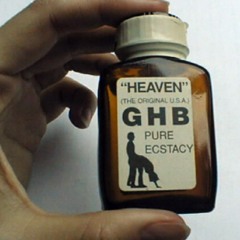 "HEAVEN"
(THE ORIGINAL U.S.A.)
GHB
PURE
ECSTACY